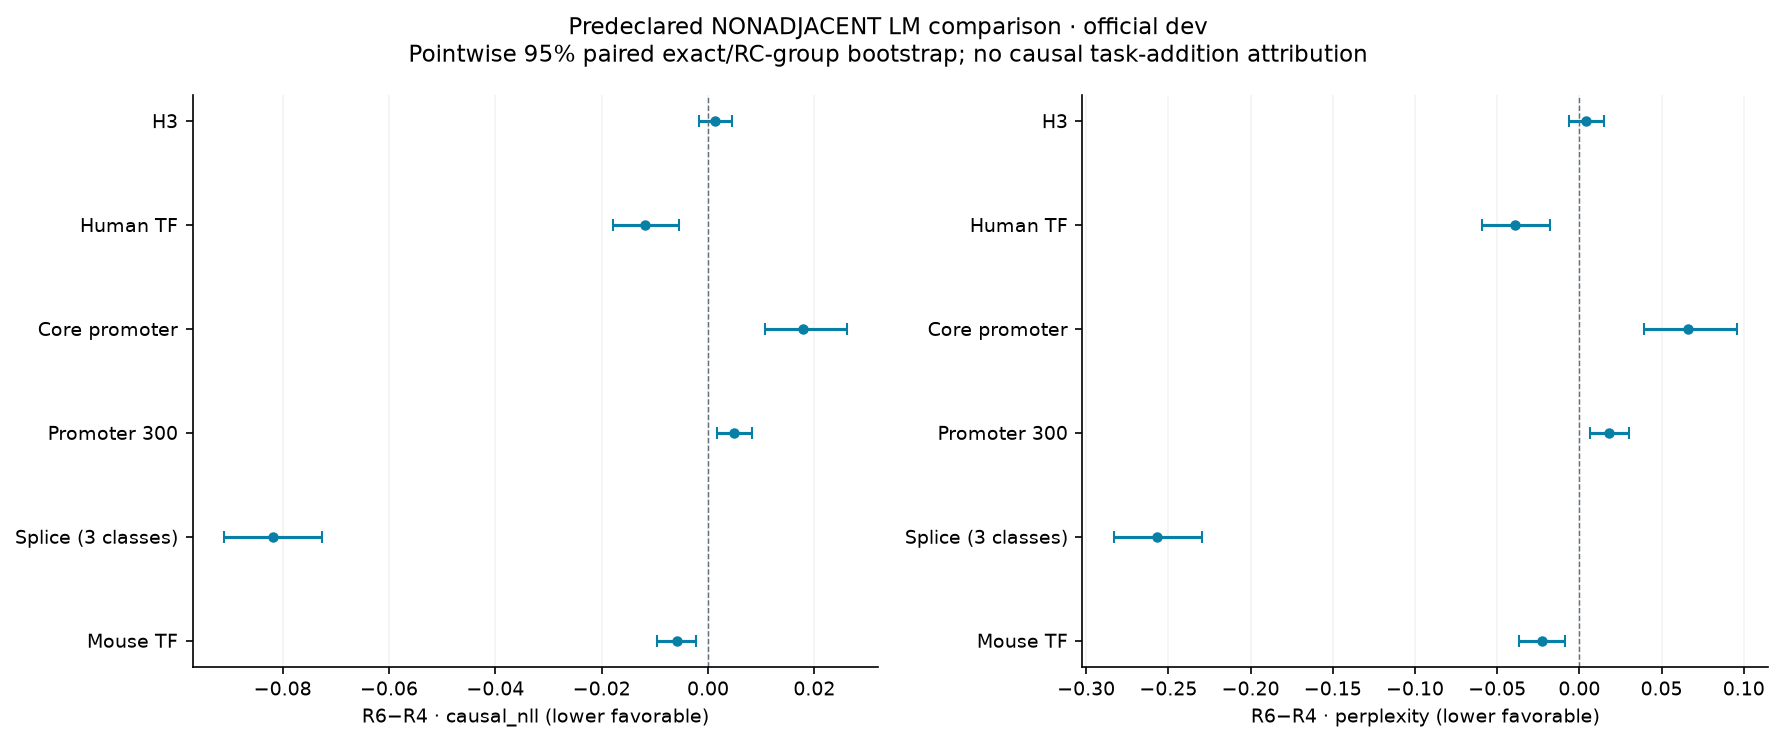 Predeclared NONADJACENT LM comparison · official dev
Pointwise 95% paired exact/RC-group bootstrap; no causal task-addition attribution
H3
Human TF
Core promoter
Promoter 300
Splice (3 classes)
Mouse TF
−0.08 −0.06 −0.04 −0.02 0.00 0.02
R6−R4 · causal_nll (lower favorable)
H3
Human TF
Core promoter
Promoter 300
Splice (3 classes)
Mouse TF
−0.30 −0.25 −0.20 −0.15 −0.10 −0.05 0.00 0.05 0.10
R6−R4 · perplexity (lower favorable)